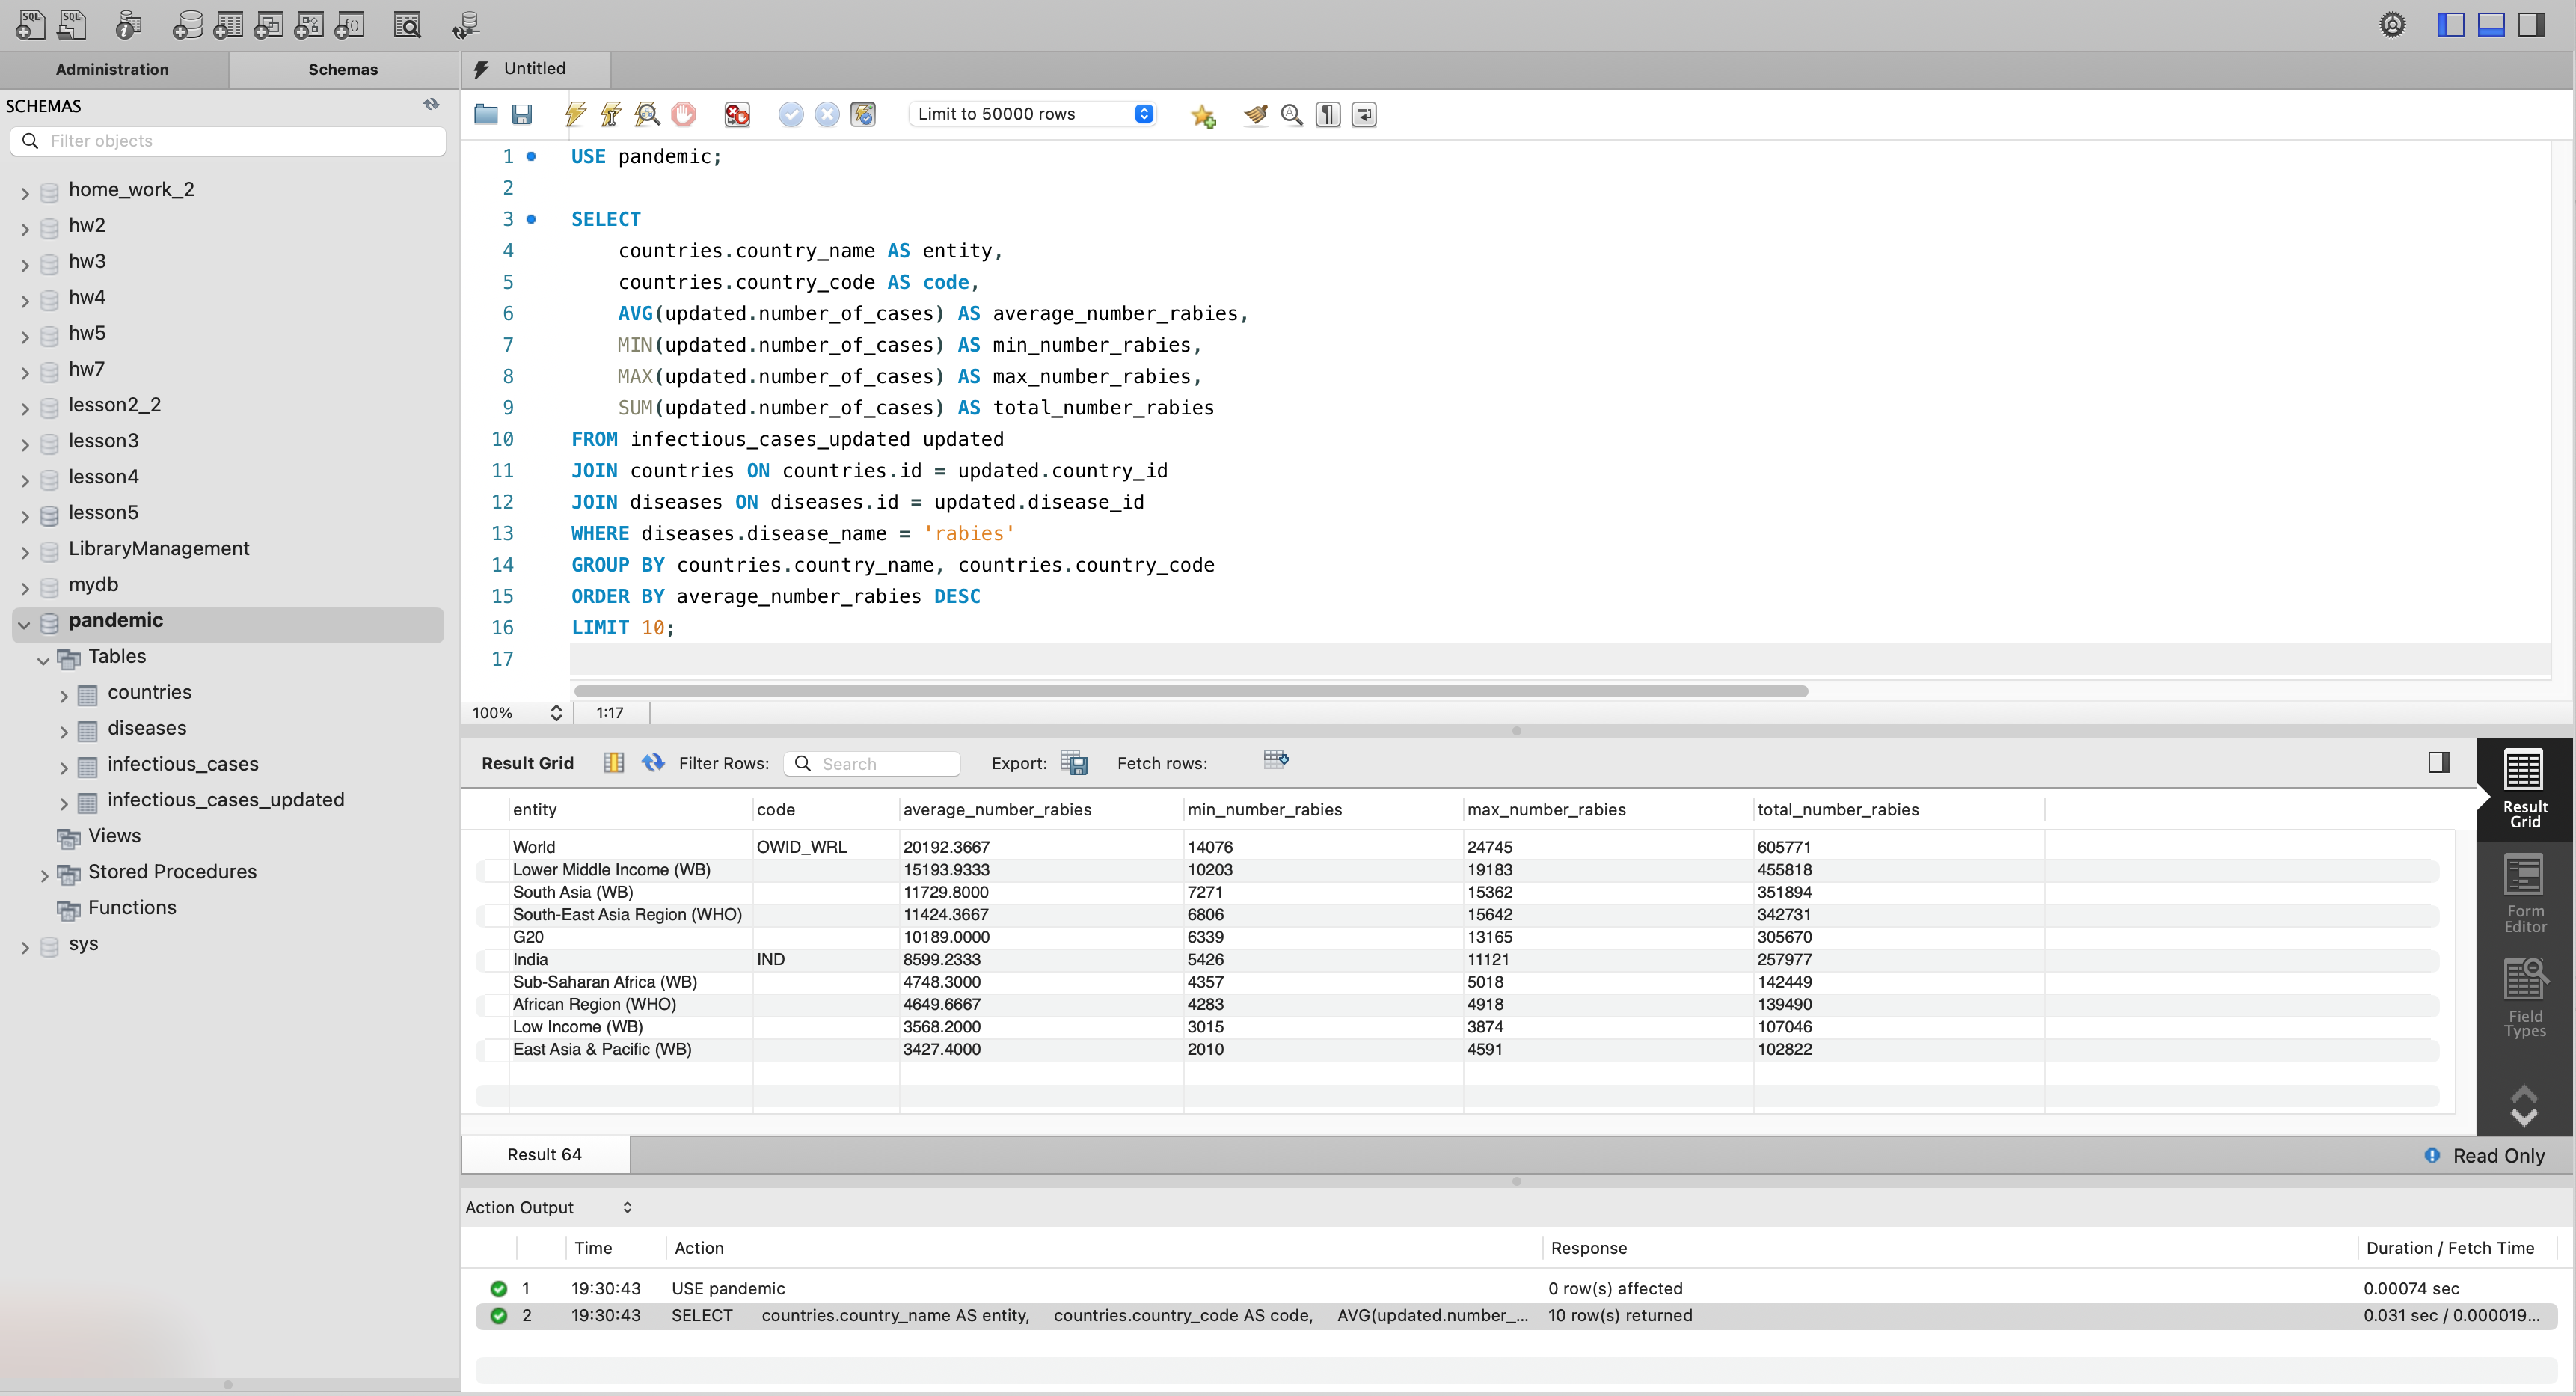 Administration Schemas Untitled
SCHEMAS
Filter objects
home_work_2
hw2
hw3
hw4
hw5
hw7
lesson2_2
lesson3
lesson4
lesson5
LibraryManagement
mydb
pandemic
Tables
countries
diseases
infectious_cases
infectious_cases_updated
Views
Stored Procedures
Functions
sys
Limit to 50000 rows
1 USE pandemic;
2
3 SELECT
4 countries.country_name AS entity,
5 countries.country_code AS code,
6 AVG(updated.number_of_cases) AS average_number_rabies,
7 MIN(updated.number_of_cases) AS min_number_rabies,
8 MAX(updated.number_of_cases) AS max_number_rabies,
9 SUM(updated.number_of_cases) AS total_number_rabies
10 FROM infectious_cases_updated updated
11 JOIN countries ON countries.id = updated.country_id
12 JOIN diseases ON diseases.id = updated.disease_id
13 WHERE diseases.disease_name = 'rabies'
14 GROUP BY countries.country_name, countries.country_code
15 ORDER BY average_number_rabies DESC
16 LIMIT 10;
17
100% 1:17
Result Grid Filter Rows: Search Export: Fetch rows:
entity code average_number_rabies min_number_rabies max_number_rabies total_number_rabies
World OWID_WRL 20192.3667 14076 24745 605771
Lower Middle Income (WB) 15193.9333 10203 19183 455818
South Asia (WB) 11729.8000 7271 15362 351894
South-East Asia Region (WHO) 11424.3667 6806 15642 342731
G20 10189.0000 6339 13165 305670
India IND 8599.2333 5426 11121 257977
Sub-Saharan Africa (WB) 4748.3000 4357 5018 142449
African Region (WHO) 4649.6667 4283 4918 139490
Low Income (WB) 3568.2000 3015 3874 107046
East Asia & Pacific (WB) 3427.4000 2010 4591 102822
Result
Grid
Form
Editor
Field
Types
Result 64 Read Only
Action Output
Time Action Response Duration / Fetch Time
1 19:30:43 USE pandemic 0 row(s) affected 0.00074 sec
2 19:30:43 SELECT countries.country_name AS entity, countries.country_code AS code, AVG(updated.number_... 10 row(s) returned 0.031 sec / 0.000019...